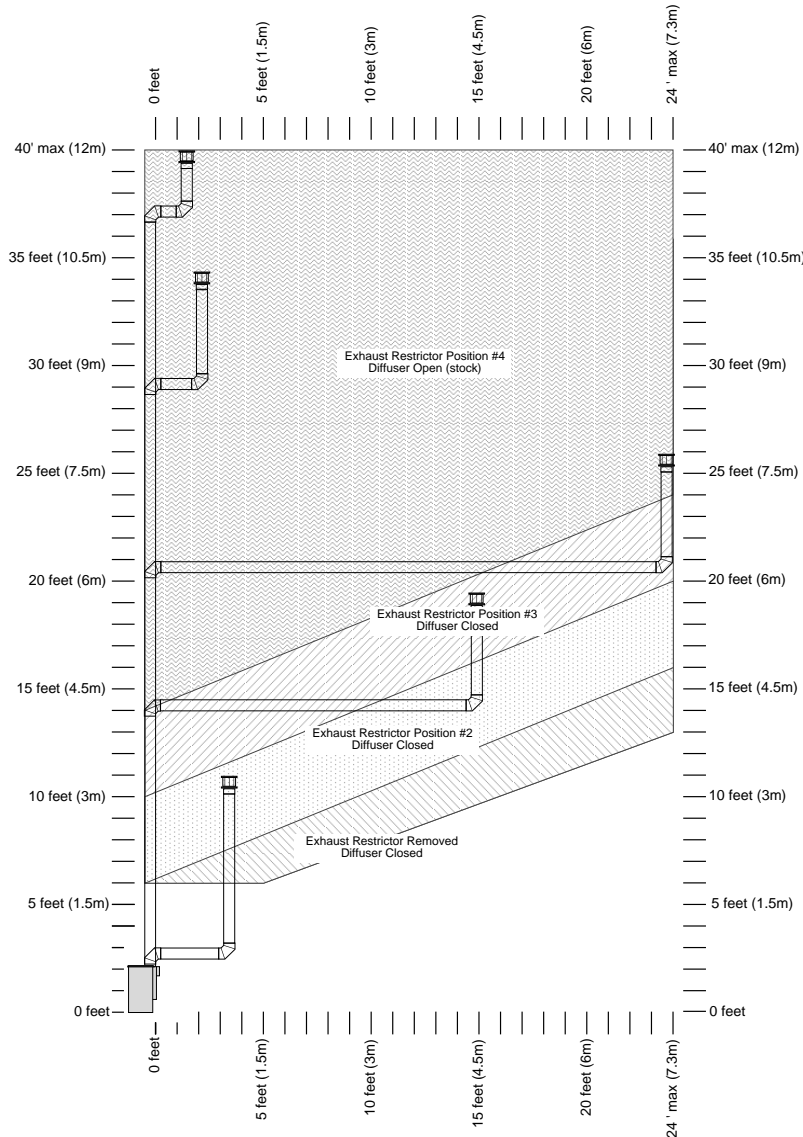 0 feet
5 feet (1.5m)
10 feet (3m)
15 feet (4.5m)
20 feet (6m)
24 ' max (7.3m)
40' max (12m)
40' max (12m)
35 feet (10.5m)
35 feet (10.5m)
Exhaust Restrictor Position #4
Diffuser Open (stock)
30 feet (9m)
30 feet (9m)
25 feet (7.5m)
25 feet (7.5m)
20 feet (6m)
20 feet (6m)
Exhaust Restrictor Position #3
Diffuser Closed
15 feet (4.5m)
15 feet (4.5m)
Exhaust Restrictor Position #2
Diffuser Closed
10 feet (3m)
10 feet (3m)
Exhaust Restrictor Removed
Diffuser Closed
5 feet (1.5m)
5 feet (1.5m)
0 feet
0 feet
0 feet
5 feet (1.5m)
10 feet (3m)
15 feet (4.5m)
20 feet (6m)
24 ' max (7.3m)